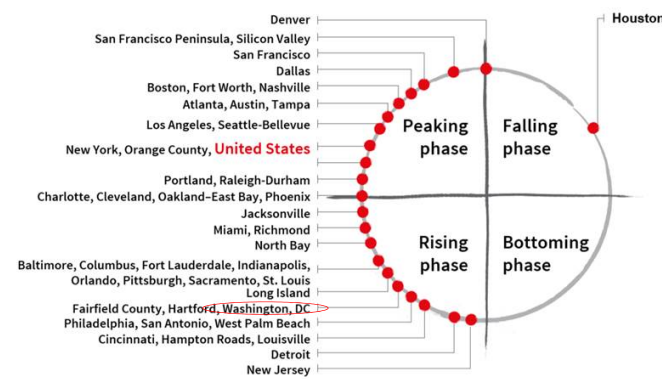 Denver
Houston
San Francisco Peninsula, Silicon Valley
San Francisco
Dallas
Boston, Fort Worth, Nashville
Atlanta, Austin, Tampa
Los Angeles, Seattle-Bellevue
New York, Orange County, United States
Portland, Raleigh-Durham
Charlotte, Cleveland, Oakland–East Bay, Phoenix
Jacksonville
Miami, Richmond
North Bay
Baltimore, Columbus, Fort Lauderdale, Indianapolis,
Orlando, Pittsburgh, Sacramento, St. Louis
Long Island
Fairfield County, Hartford, Washington, DC
Philadelphia, San Antonio, West Palm Beach
Cincinnati, Hampton Roads, Louisville
Detroit
New Jersey
Peaking
phase
Falling
phase
Rising
phase
Bottoming
phase